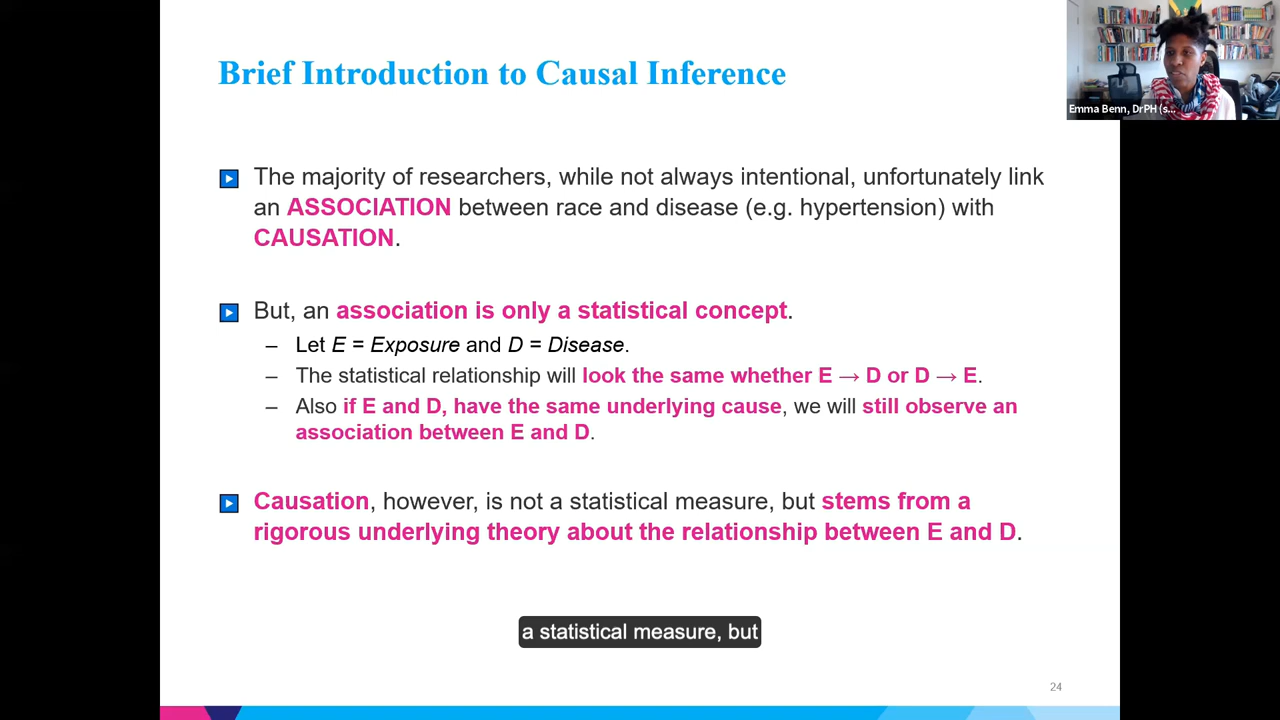 Brief Introduction to Causal Inference
Emma Benn, DrPH (s...
The majority of researchers, while not always intentional, unfortunately link
an ASSOCIATION between race and disease (e.g. hypertension) with
CAUSATION.
But, an association is only a statistical concept.
– Let E = Exposure and D = Disease.
– The statistical relationship will look the same whether E → D or D → E.
– Also if E and D, have the same underlying cause, we will still observe an
association between E and D.
Causation, however, is not a statistical measure, but stems from a
rigorous underlying theory about the relationship between E and D.
a statistical measure, but
24